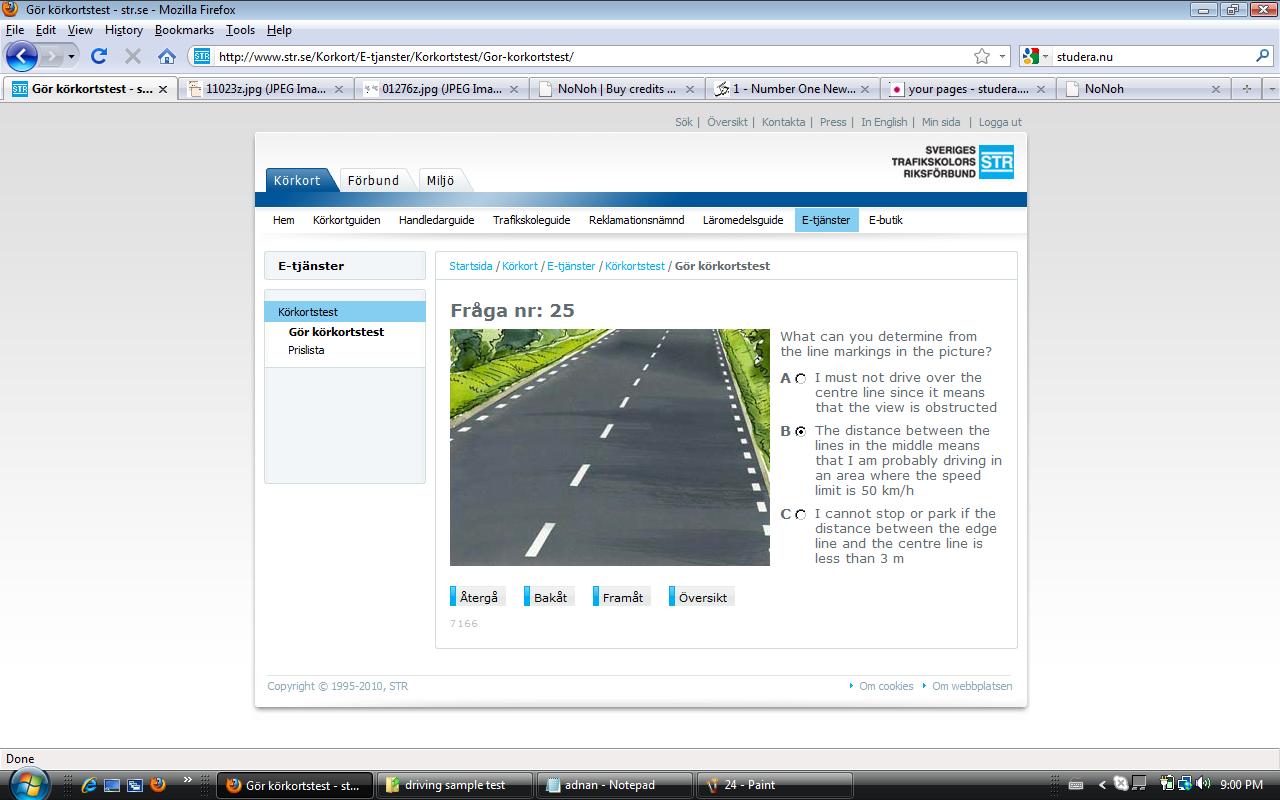 Gör körkortstest - str.se - Mozilla Firefox
File Edit View History Bookmarks Tools Help
STR http://www.str.se/Korkort/E-tjanster/Korkortstest/Gor-korkortstest/ studera.nu
STR Gör körkortstest - s... 11023z.jpg (JPEG Ima... 01276z.jpg (JPEG Ima... NoNoh | Buy credits ... 1 - Number One New... your pages - studera.... NoNoh
Sök | Översikt | Kontakta | Press | In English | Min sida | Logga ut
SVERIGES
TRAFIKSKOLORS STR
RIKSFÖRBUND
Körkort Förbund Miljö
Hem Körkortguiden Handledarguide Trafikskoleguide Reklamationsnämnd Läromedelsguide E-tjänster E-butik
E-tjänster
Körkortstest
Gör körkortstest
Prislista
Startsida / Körkort / E-tjänster / Körkortstest / Gör körkortstest
Fråga nr: 25
What can you determine from
the line markings in the picture?
A I must not drive over the
centre line since it means
that the view is obstructed
B The distance between the
lines in the middle means
that I am probably driving in
an area where the speed
limit is 50 km/h
C I cannot stop or park if the
distance between the edge
line and the centre line is
less than 3 m
Återgå Bakåt Framåt Översikt
7166
Copyright © 1995-2010, STR Om cookies Om webbplatsen
Done
Gör körkortstest - st... driving sample test adnan - Notepad 24 - Paint 9:00 PM